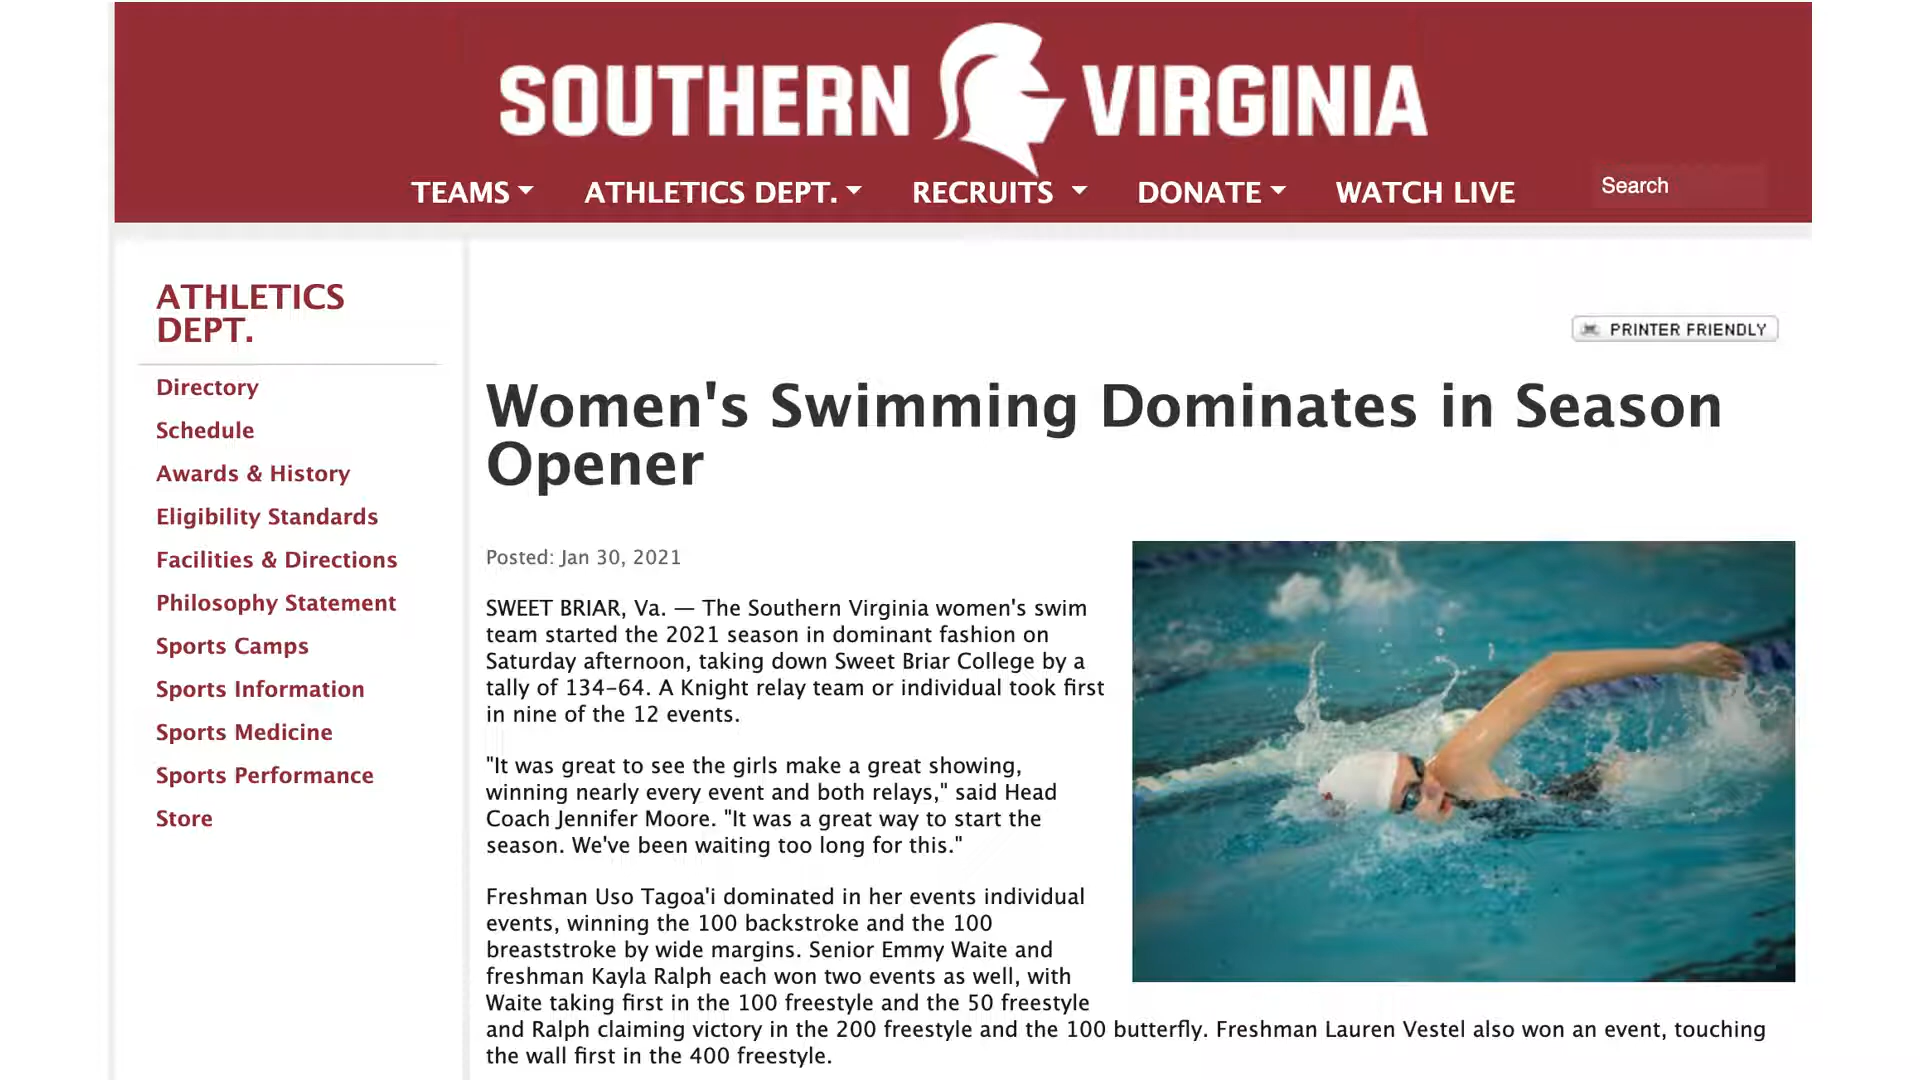 SOUTHERN VIRGINIA
TEAMS ATHLETICS DEPT. RECRUITS DONATE WATCH LIVE Search
ATHLETICS
DEPT.
Directory
Schedule
Awards & History
Eligibility Standards
Facilities & Directions
Philosophy Statement
Sports Camps
Sports Information
Sports Medicine
Sports Performance
Store
PRINTER FRIENDLY
Women's Swimming Dominates in Season
Opener
Posted: Jan 30, 2021
SWEET BRIAR, Va. — The Southern Virginia women's swim
team started the 2021 season in dominant fashion on
Saturday afternoon, taking down Sweet Briar College by a
tally of 134-64. A Knight relay team or individual took first
in nine of the 12 events.
"It was great to see the girls make a great showing,
winning nearly every event and both relays," said Head
Coach Jennifer Moore. "It was a great way to start the
season. We've been waiting too long for this."
Freshman Uso Tagoa'i dominated in her events individual
events, winning the 100 backstroke and the 100
breaststroke by wide margins. Senior Emmy Waite and
freshman Kayla Ralph each won two events as well, with
Waite taking first in the 100 freestyle and the 50 freestyle
and Ralph claiming victory in the 200 freestyle and the 100 butterfly. Freshman Lauren Vestel also won an event, touching
the wall first in the 400 freestyle.